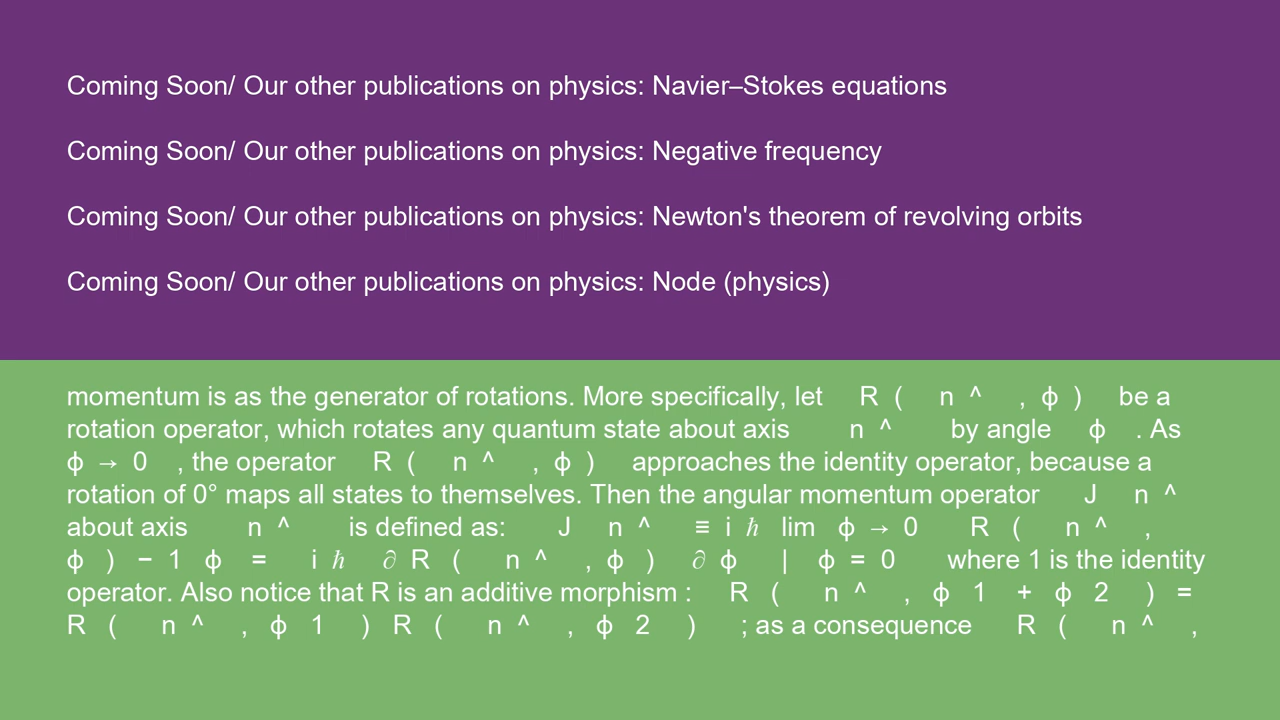 Coming Soon/ Our other publications on physics: Navier–Stokes equations
Coming Soon/ Our other publications on physics: Negative frequency
Coming Soon/ Our other publications on physics: Newton's theorem of revolving orbits
Coming Soon/ Our other publications on physics: Node (physics)
momentum is as the generator of rotations. More specifically, let R ( n ^ , ϕ ) be a
rotation operator, which rotates any quantum state about axis n ^ by angle ϕ . As
ϕ → 0 , the operator R ( n ^ , ϕ ) approaches the identity operator, because a
rotation of 0° maps all states to themselves. Then the angular momentum operator J n ^
about axis n ^ is defined as: J n ^ ≡ i ℏ lim ϕ → 0 R ( n ^ ,
ϕ ) − 1 ϕ = i ℏ ∂ R ( n ^ , ϕ ) ∂ ϕ | ϕ = 0 where 1 is the identity
operator. Also notice that R is an additive morphism : R ( n ^ , ϕ 1 + ϕ 2 ) =
R ( n ^ , ϕ 1 ) R ( n ^ , ϕ 2 ) ; as a consequence R ( n ^ ,